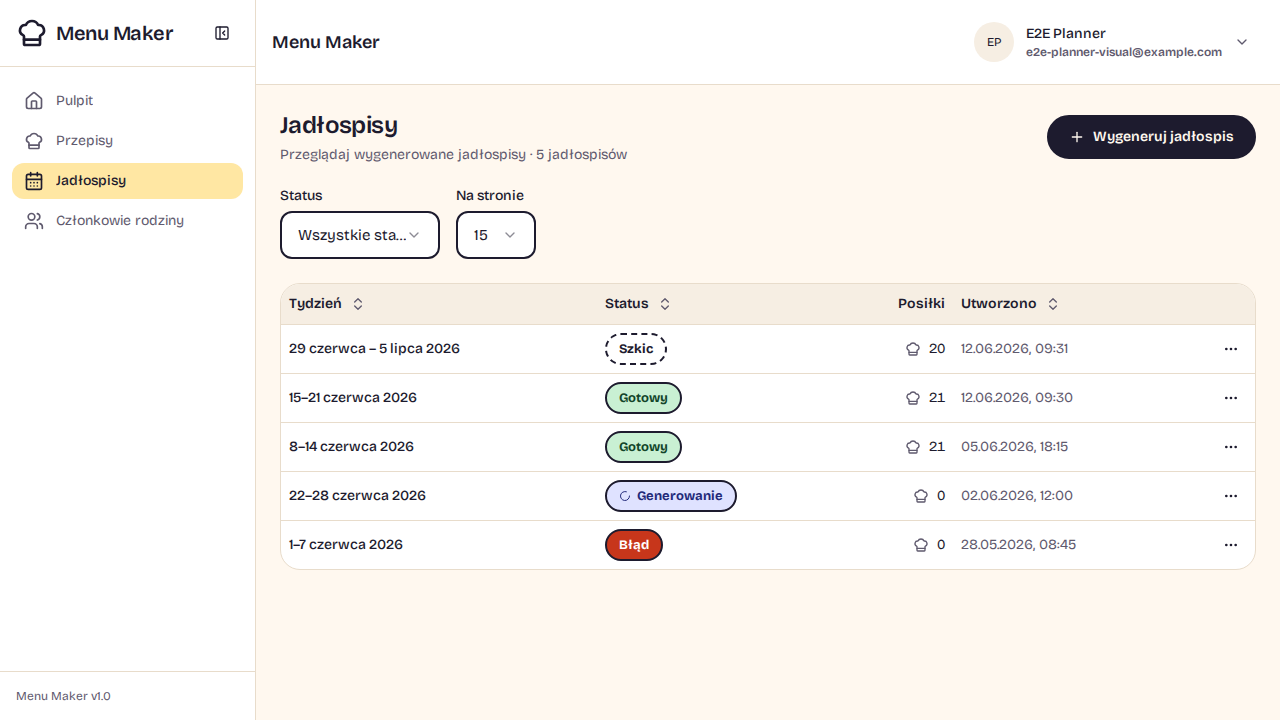 Menu Maker
Menu Maker
EP
E2E Planner
e2e-planner-visual@example.com
Pulpit
Przepisy
Jadłospisy
Członkowie rodziny
Jadłospisy
Przeglądaj wygenerowane jadłospisy · 5 jadłospisów
Wygeneruj jadłospis
Status
Na stronie
Wszystkie sta...
15
Tydzień Status Posiłki Utworzono
29 czerwca – 5 lipca 2026 Szkic 20 12.06.2026, 09:31
15–21 czerwca 2026 Gotowy 21 12.06.2026, 09:30
8–14 czerwca 2026 Gotowy 21 05.06.2026, 18:15
22–28 czerwca 2026 Generowanie 0 02.06.2026, 12:00
1–7 czerwca 2026 Błąd 0 28.05.2026, 08:45
Menu Maker v1.0